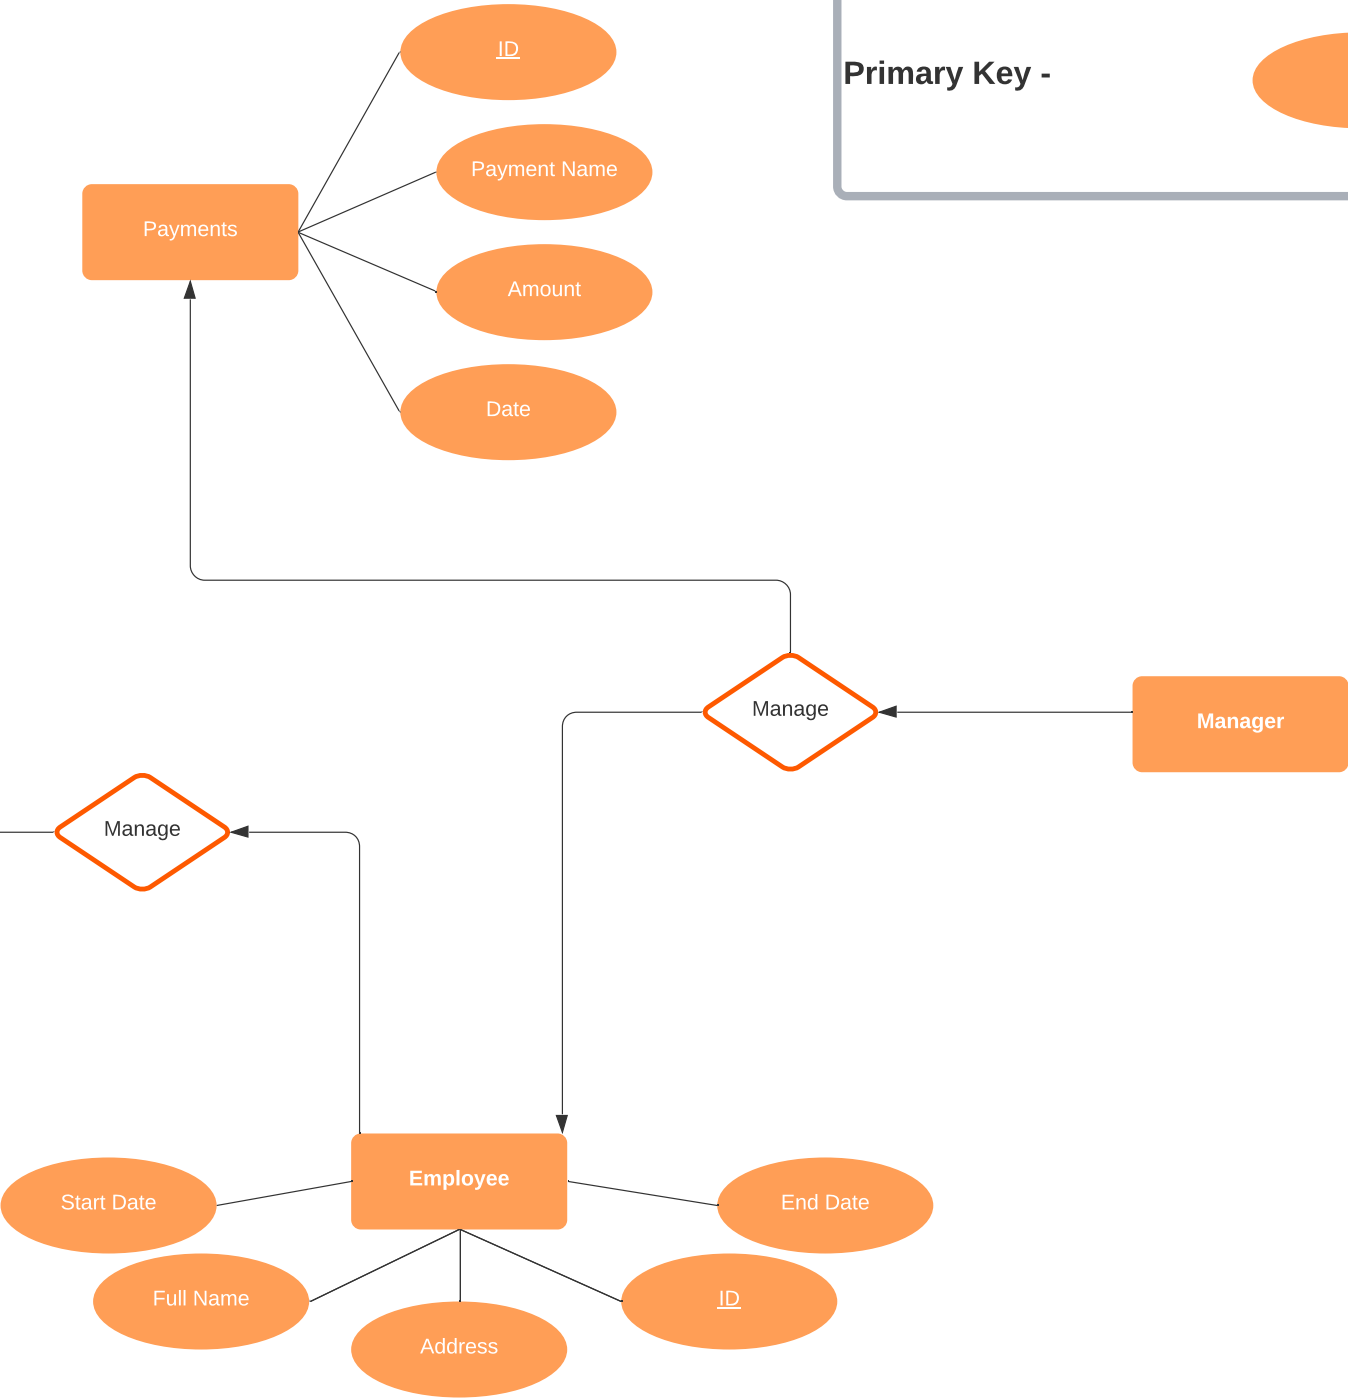 ID
Primary Key -
Payment Name
Payments
Amount
Date
Manage
Manager
Manage
Employee
Start Date
End Date
Full Name
ID
Address